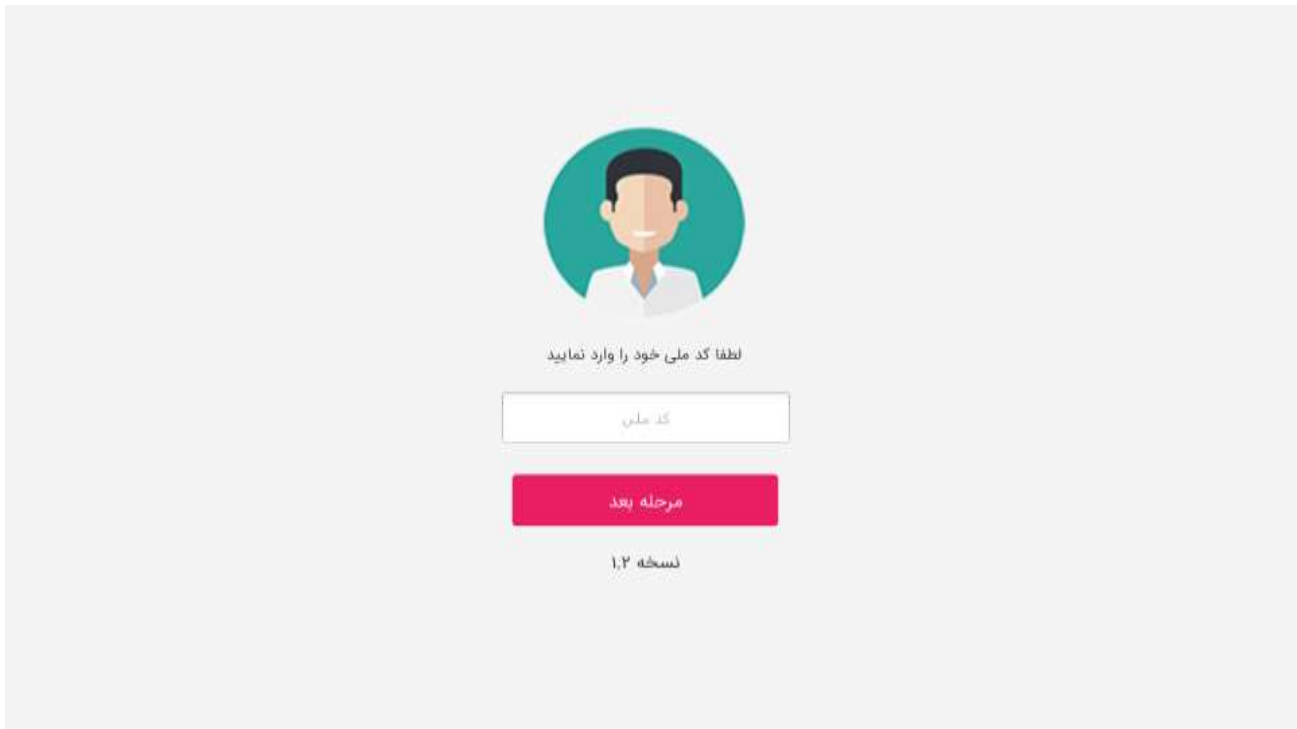 لطفا کد ملی خود را وارد نمایید
کد ملی
مرحله بعد
نسخه ۱.۲